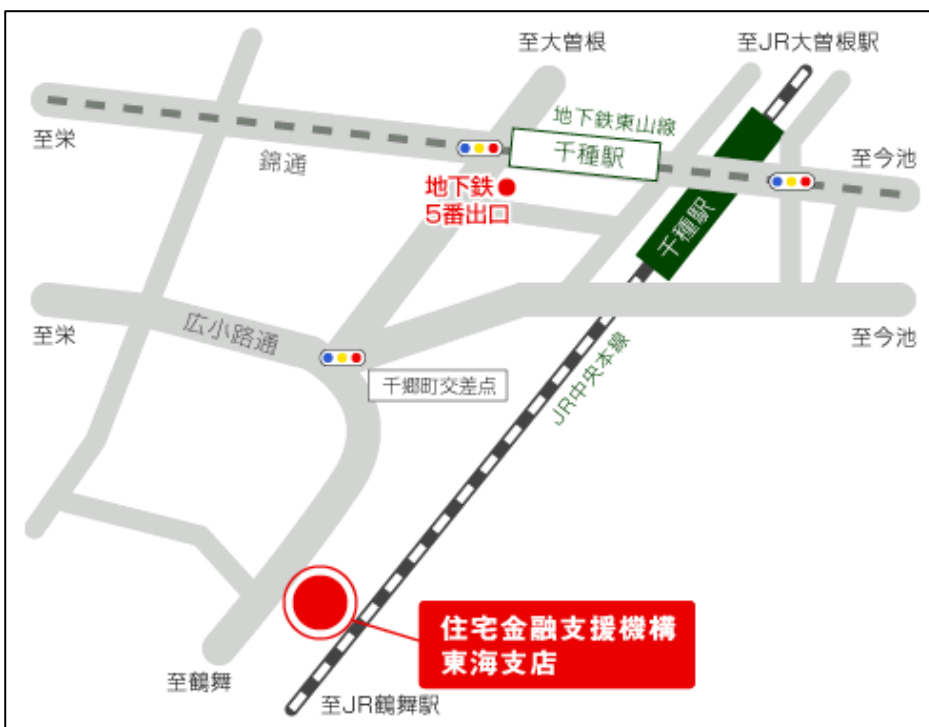 至大曽根
至JR大曽根駅
地下鉄東山線
千種駅
至栄
錦通
至今池
地下鉄
5番出口
千種駅
至栄
広小路通
至今池
千郷町交差点
JR中央本線
住宅金融支援機構
東海支店
至鶴舞
至JR鶴舞駅